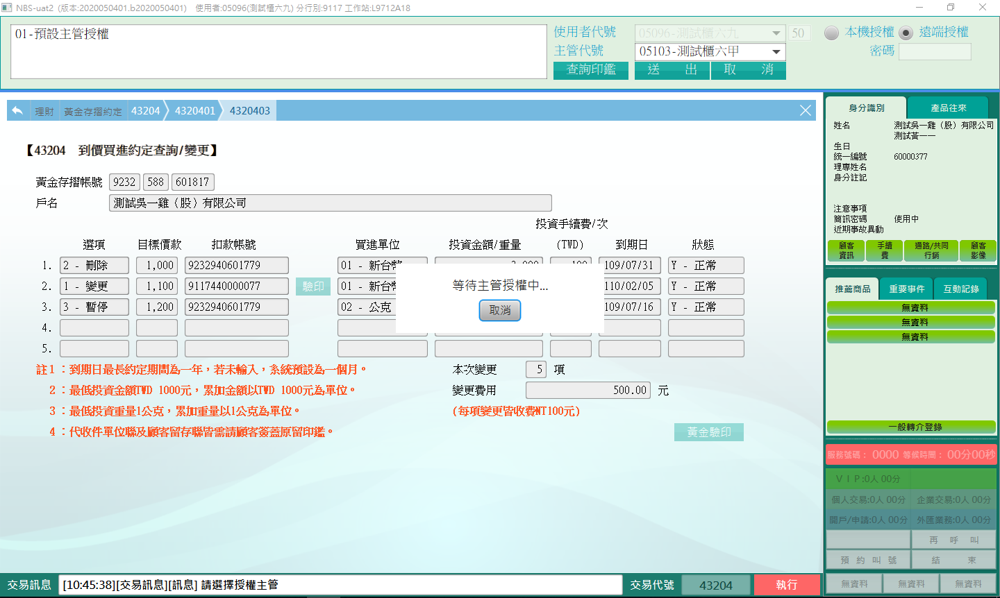 NBS-uat2 (版本:2020050401.b2020050401) 使用者:05096(測試櫃六九) 分行別:9117 工作站:L9712A18
01-預設主管授權
使用者代號 05096-測試櫃六九 50 本機授權 遠端授權
主管代號 05103-測試櫃六甲 密碼
查詢印鑑 送 出 取 消
理財 黃金存摺約定 43204 4320401 4320403
【43204 到價買進約定查詢/變更】
黃金存摺帳號 9232 588 601817
戶名 測試吳一雞（股）有限公司
投資手續費/次
選項 目標價款 扣款帳號 買進單位 投資金額/重量 (TWD) 到期日 狀態
1. 2 - 刪除 1,000 9232940601779 01 - 新台幣 109/07/31 Y - 正常
2. 1 - 變更 1,100 9117440000077 驗印 01 - 新台幣 110/02/05 Y - 正常
3. 3 - 暫停 1,200 9232940601779 02 - 公克 109/07/16 Y - 正常
4.
5.
等待主管授權中...
取消
註1：到期日最長約定期間為一年，若未輸入，系統預設為一個月。
2：最低投資金額TWD 1000元，累加金額以TWD 1000元為單位。
3：最低投資重量1公克，累加重量以1公克為單位。
4：代收件單位聯及顧客留存聯皆需請顧客簽蓋原留印鑑。
本次變更 5 項
變更費用 500.00 元
(每項變更皆收費NT100元)
黃金驗印
交易訊息 [10:45:38][交易訊息][訊息] 請選擇授權主管 交易代號 43204 執行
身分識別 產品往來
姓名 測試吳一雞（股）有限公司
測試黃一一
生日
統一編號 60000377
理專姓名
身分註記
注意事項
簡訊密碼 使用中
近期事故異動
顧客資訊 手續費 通路/共同行銷 顧客影像
推薦商品 重要事件 互動記錄
無資料
無資料
無資料
一般轉介登錄
服務號碼： 0000 等候時間： 00分00秒
ＶＩＰ:0人 00分
個人交易:0人 00分 企業交易:0人 00分
開戶/申請:0人 00分 外匯業務:0人 00分
再 呼 叫
預 約 叫 號 結 束
無資料 無資料 無資料